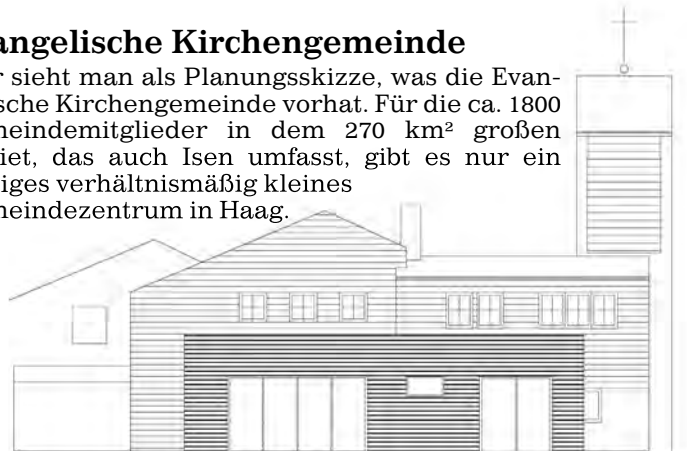 angelische Kirchengemeinde
r sieht man als Planungsskizze, was die Evan-
sche Kirchengemeinde vorhat. Für die ca. 1800
neindemitglieder in dem 270 km² großen
iet, das auch Isen umfasst, gibt es nur ein
iges verhältnismäßig kleines
neindezentrum in Haag.